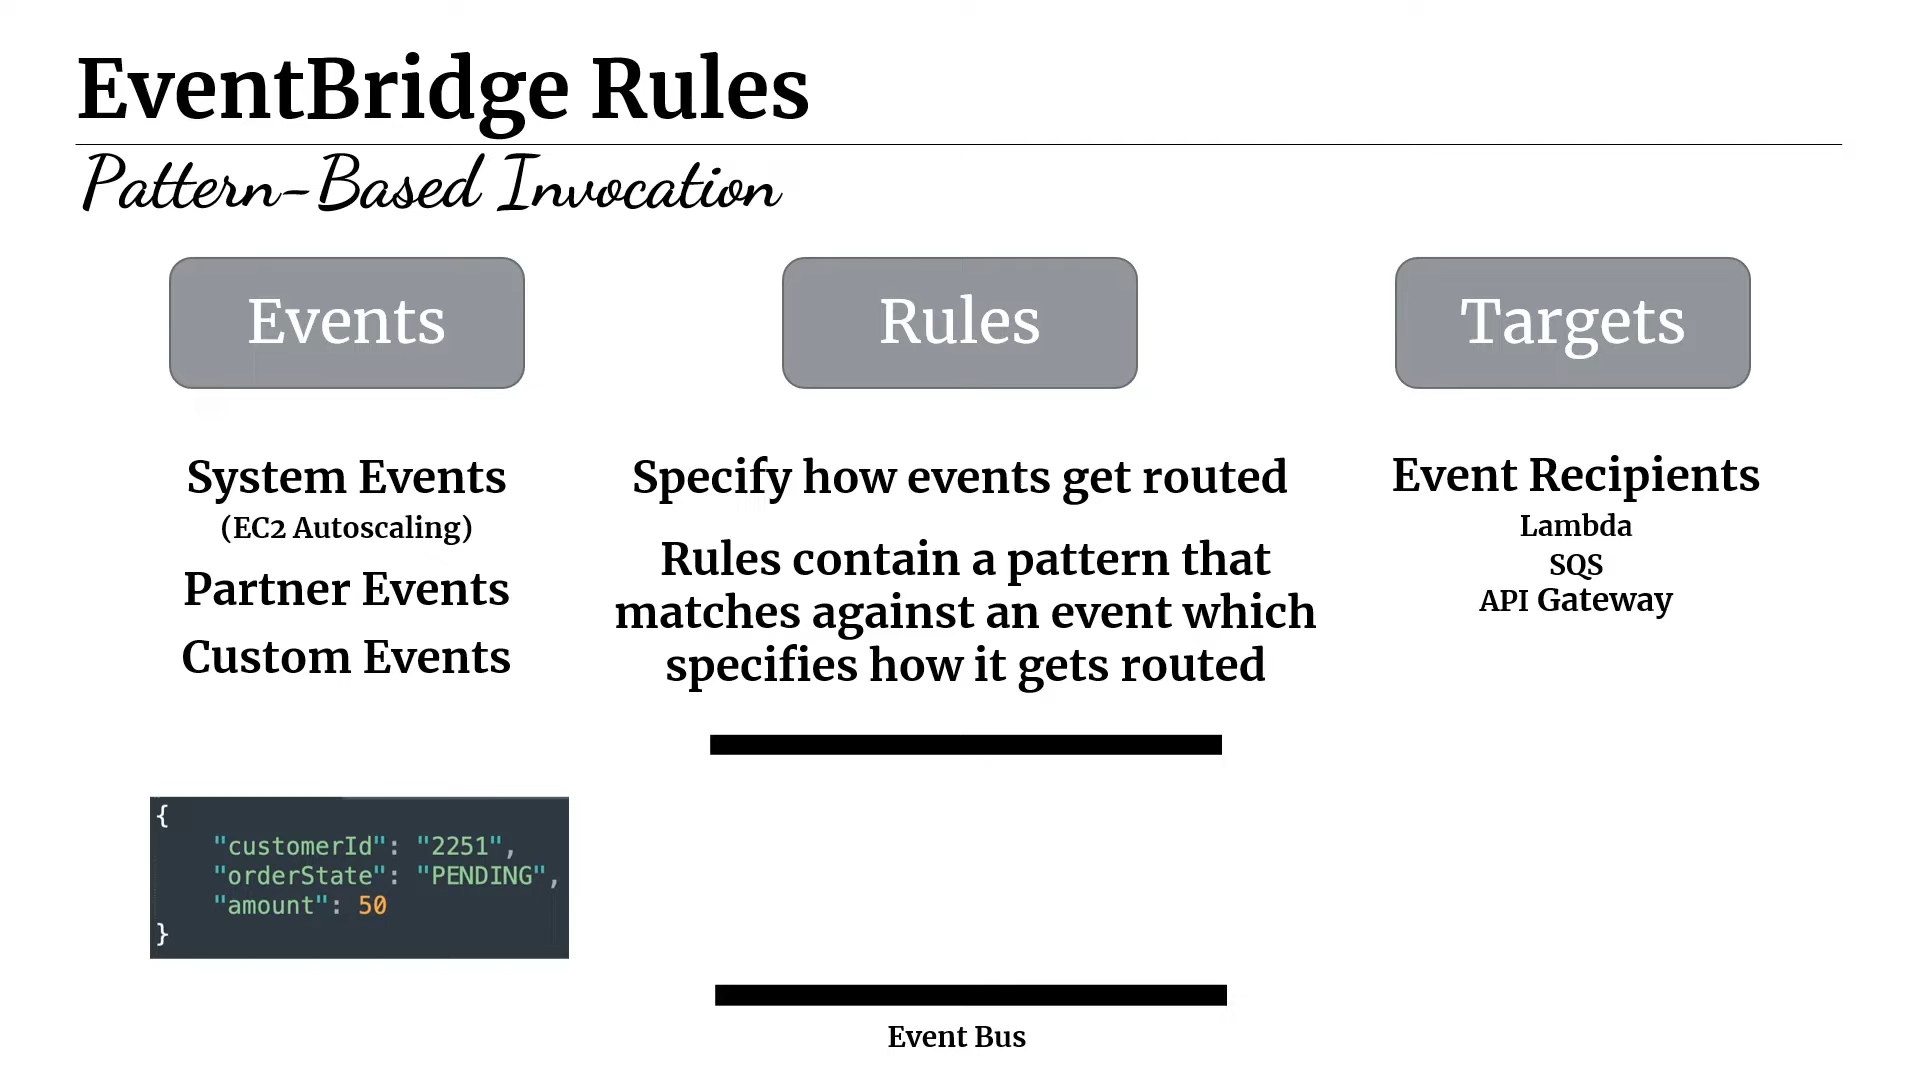 EventBridge Rules
Pattern-Based Invocation
Events
System Events
(EC2 Autoscaling)
Partner Events
Custom Events
Rules
Specify how events get routed
Rules contain a pattern that
matches against an event which
specifies how it gets routed
Targets
Event Recipients
Lambda
SQS
API Gateway
{
"customerId": "2251",
"orderState": "PENDING",
"amount": 50
}
Event Bus